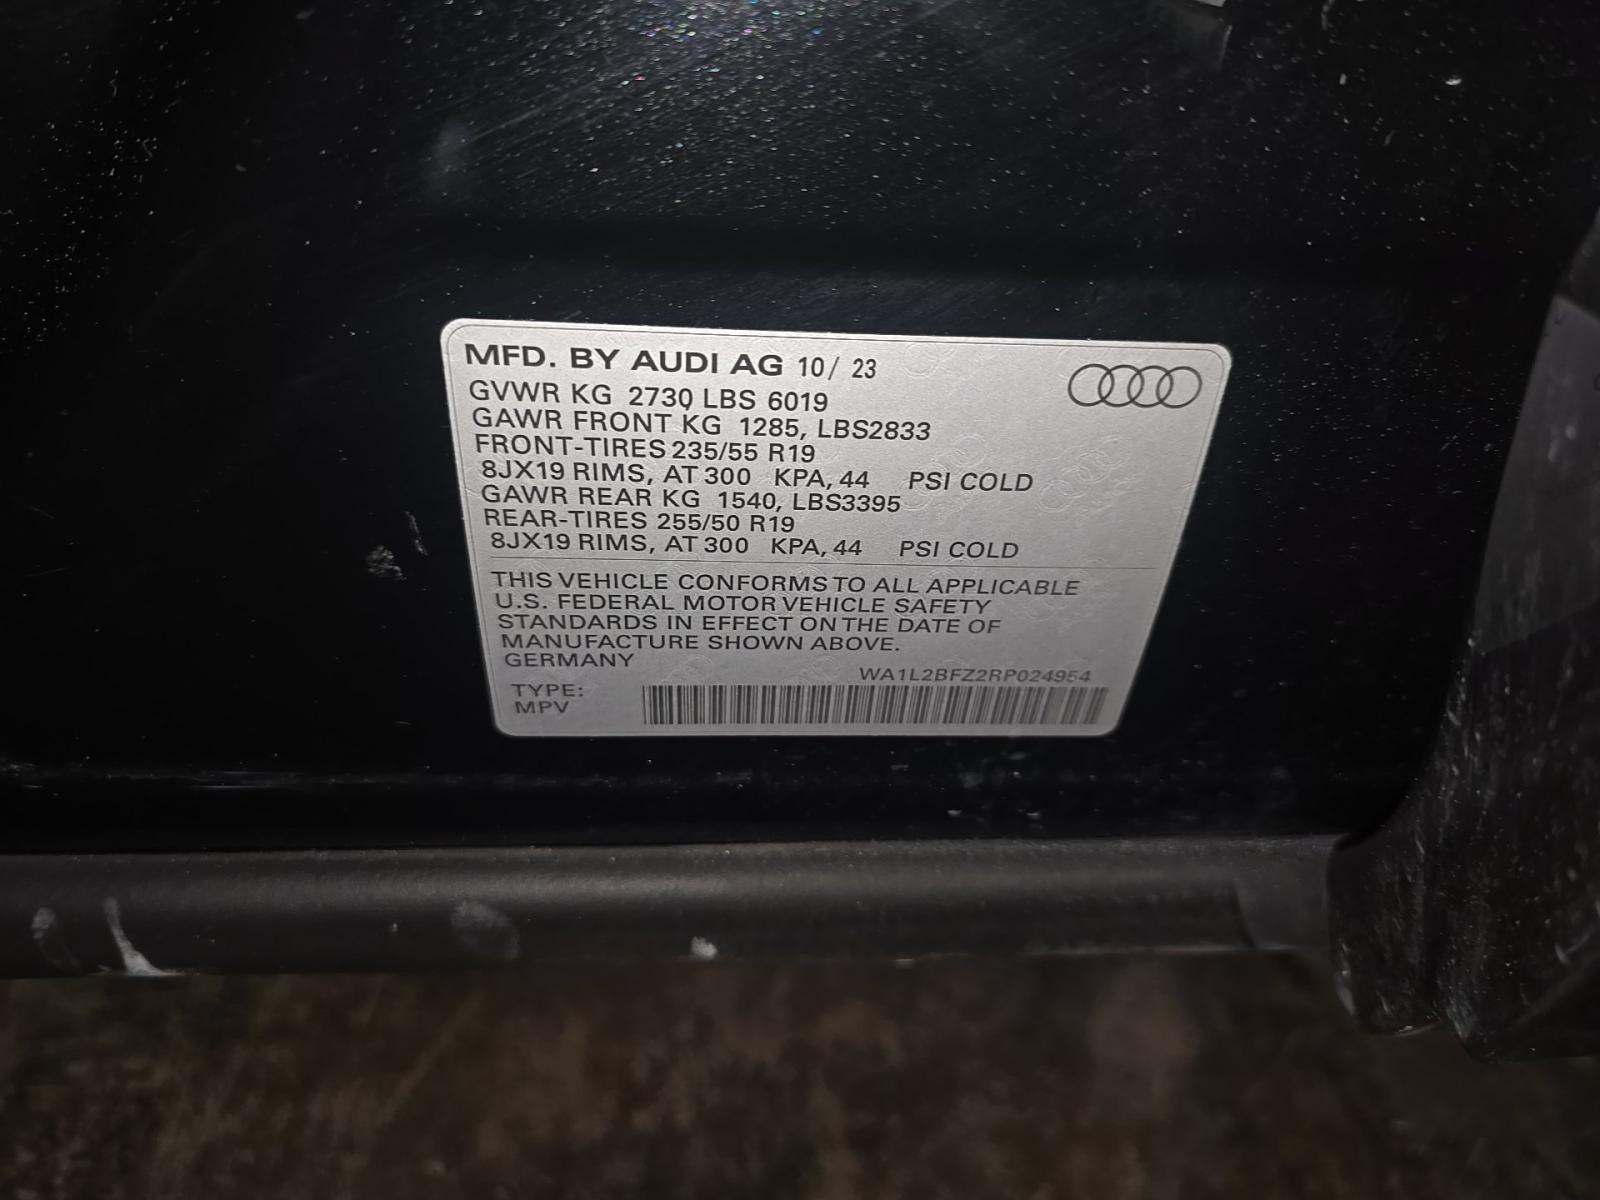 MFD. BY AUDI AG 10/ 23
GVWR KG 2730 LBS 6019
GAWR FRONT KG 1285, LBS2833
FRONT-TIRES 235/55 R19
8JX19 RIMS, AT 300 KPA, 44 PSI COLD
GAWR REAR KG 1540, LBS3395
REAR-TIRES 255/50 R19
8JX19 RIMS, AT 300 KPA, 44 PSI COLD
THIS VEHICLE CONFORMS TO ALL APPLICABLE
U.S. FEDERAL MOTOR VEHICLE SAFETY
STANDARDS IN EFFECT ON THE DATE OF
MANUFACTURE SHOWN ABOVE.
GERMANY
WA1L2BFZ2RP024954
TYPE:
MPV